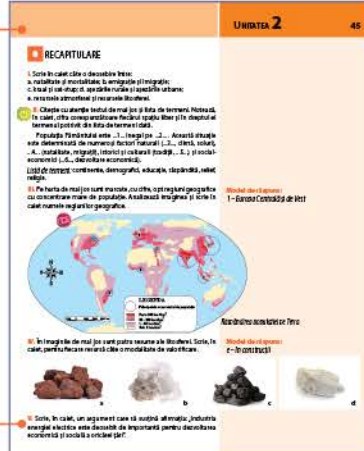 UNITATEA 2
45
RECAPITULARE
I. Scrie în caiet câte o deosebire între:
a. natalitate și mortalitate; b. emigrație și imigrație;
c. kraal și sat-stup; d. așezările rurale și așezările urbane;
e. resursele atmosferei și resursele litosferei.
II. Citește cu atenție textul de mai jos și lista de termeni. Notează,
în caiet, cifra corespunzătoare fiecărui spațiu liber și în dreptul ei
termenul potrivit din lista de termeni dată.
Populația Pământului este ...1... inegal pe ...2... Această situație
este determinată de numeroși factori naturali (...3..., climă, soluri),
...4... (natalitate, migrații), istorici și culturali (tradiții, ...5...) și social-
economici (...6..., dezvoltare economică).
Listă de termeni: continente, demografici, educație, răspândită, relief,
religie.
III. Pe harta de mai jos sunt marcate, cu cifre, opt regiuni geografice
cu concentrare mare de populație. Analizează imaginea și scrie în
caiet numele regiunilor geografice.
Model de răspuns:
1 – Europa Centrală și de Vest
LEGENDA
Răspândirea populației pe Terra
IV. În imaginile de mai jos sunt patru resurse ale litosferei. Scrie, în
caiet, pentru fiecare resursă câte o modalitate de valorificare.
Model de răspuns:
e – în construcții
a
b
c
d
V. Scrie, în caiet, un argument care să susțină afirmația: „Industria
energiei electrice este deosebit de importantă pentru dezvoltarea
economică și socială a oricărei țări”.